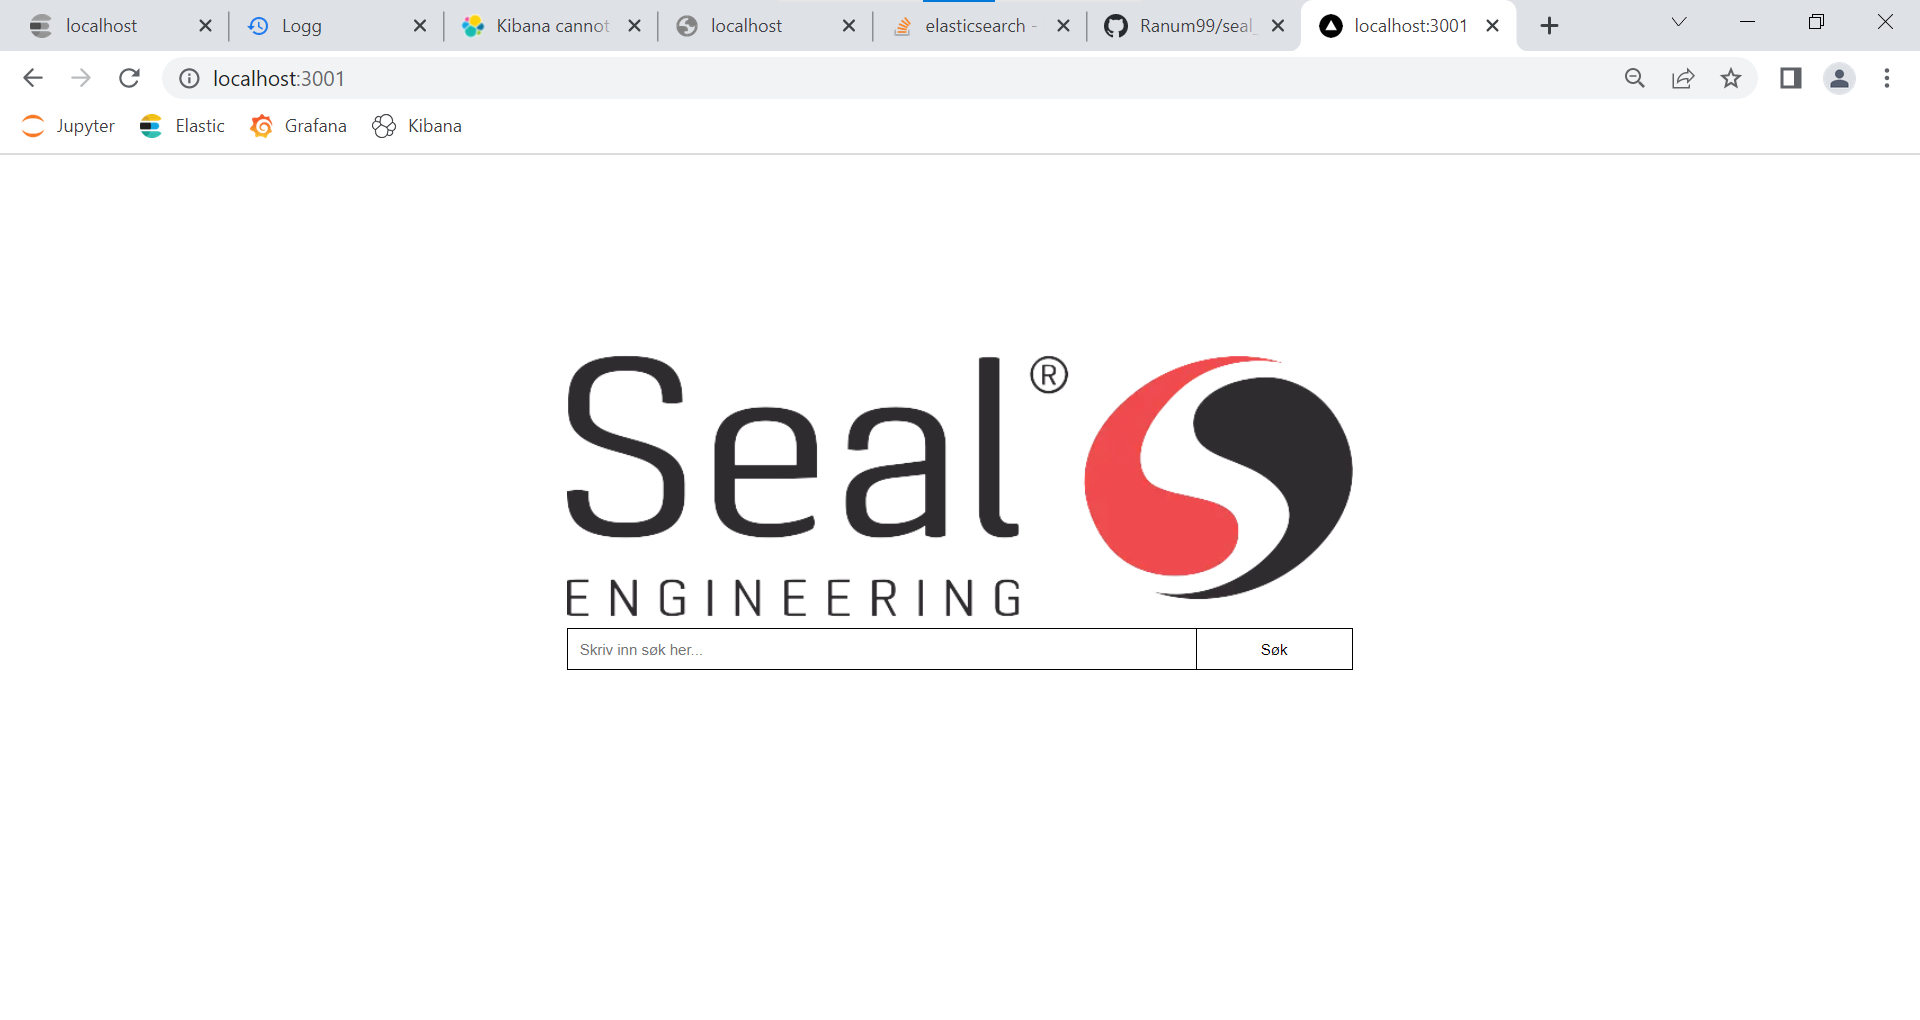 localhost
Logg
Kibana cannot
localhost
elasticsearch -
Ranum99/seal_
localhost:3001
localhost:3001
Jupyter
Elastic
Grafana
Kibana
Seal®
ENGINEERING
Skriv inn søk her...
Søk